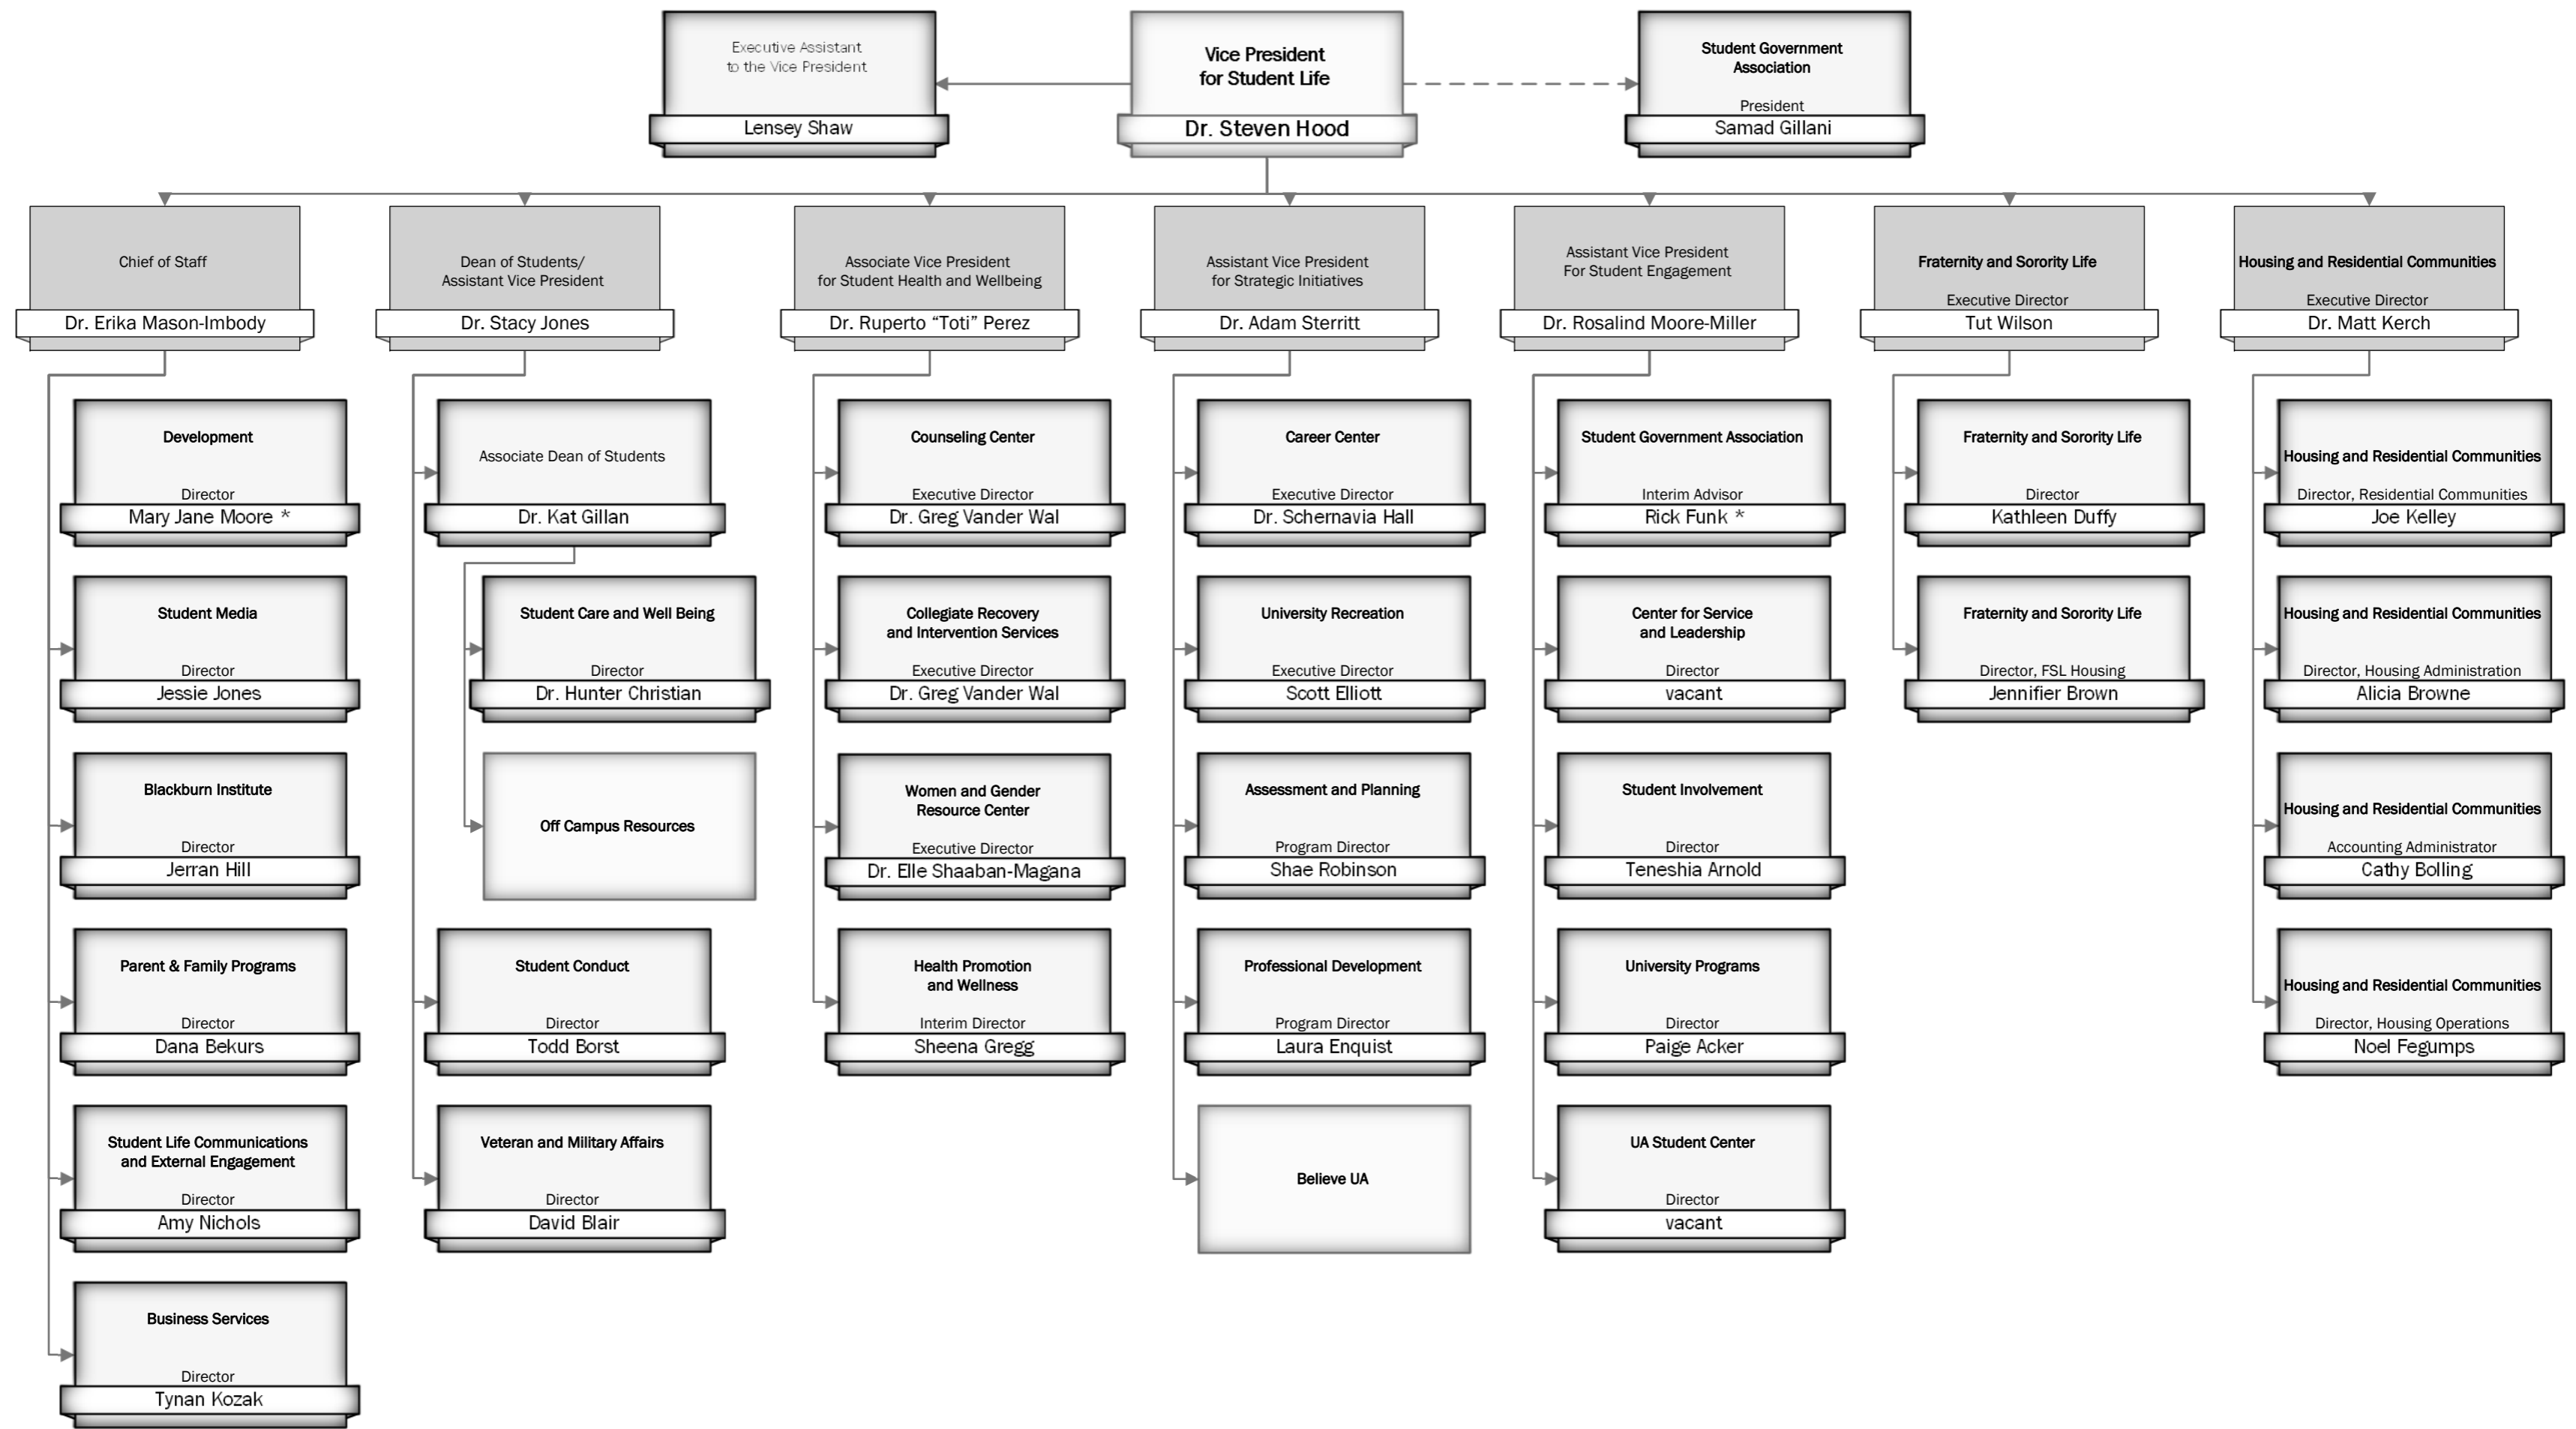 Executive Assistant
to the Vice President
Lensey Shaw
Vice President
for Student Life
Dr. Steven Hood
Student Government
Association
President
Samad Gillani
Chief of Staff
Dr. Erika Mason-Imbody
Dean of Students/
Assistant Vice President
Dr. Stacy Jones
Associate Vice President
for Student Health and Wellbeing
Dr. Ruperto “Toti” Perez
Assistant Vice President
for Strategic Initiatives
Dr. Adam Sterritt
Assistant Vice President
For Student Engagement
Dr. Rosalind Moore-Miller
Fraternity and Sorority Life
Executive Director
Tut Wilson
Housing and Residential Communities
Executive Director
Dr. Matt Kerch
Development
Director
Mary Jane Moore *
Student Media
Director
Jessie Jones
Blackburn Institute
Director
Jerran Hill
Parent & Family Programs
Director
Dana Bekurs
Student Life Communications
and External Engagement
Director
Amy Nichols
Business Services
Director
Tynan Kozak
Associate Dean of Students
Dr. Kat Gillan
Student Care and Well Being
Director
Dr. Hunter Christian
Off Campus Resources
Student Conduct
Director
Todd Borst
Veteran and Military Affairs
Director
David Blair
Counseling Center
Executive Director
Dr. Greg Vander Wal
Collegiate Recovery
and Intervention Services
Executive Director
Dr. Greg Vander Wal
Women and Gender
Resource Center
Executive Director
Dr. Elle Shaaban-Magana
Health Promotion
and Wellness
Interim Director
Sheena Gregg
Career Center
Executive Director
Dr. Schernavia Hall
University Recreation
Executive Director
Scott Elliott
Assessment and Planning
Program Director
Shae Robinson
Professional Development
Program Director
Laura Enquist
Believe UA
Student Government Association
Interim Advisor
Rick Funk *
Center for Service
and Leadership
Director
vacant
Student Involvement
Director
Teneshia Arnold
University Programs
Director
Paige Acker
UA Student Center
Director
vacant
Fraternity and Sorority Life
Director
Kathleen Duffy
Fraternity and Sorority Life
Director, FSL Housing
Jennifier Brown
Housing and Residential Communities
Director, Residential Communities
Joe Kelley
Housing and Residential Communities
Director, Housing Administration
Alicia Browne
Housing and Residential Communities
Accounting Administrator
Cathy Bolling
Housing and Residential Communities
Director, Housing Operations
Noel Fegumps